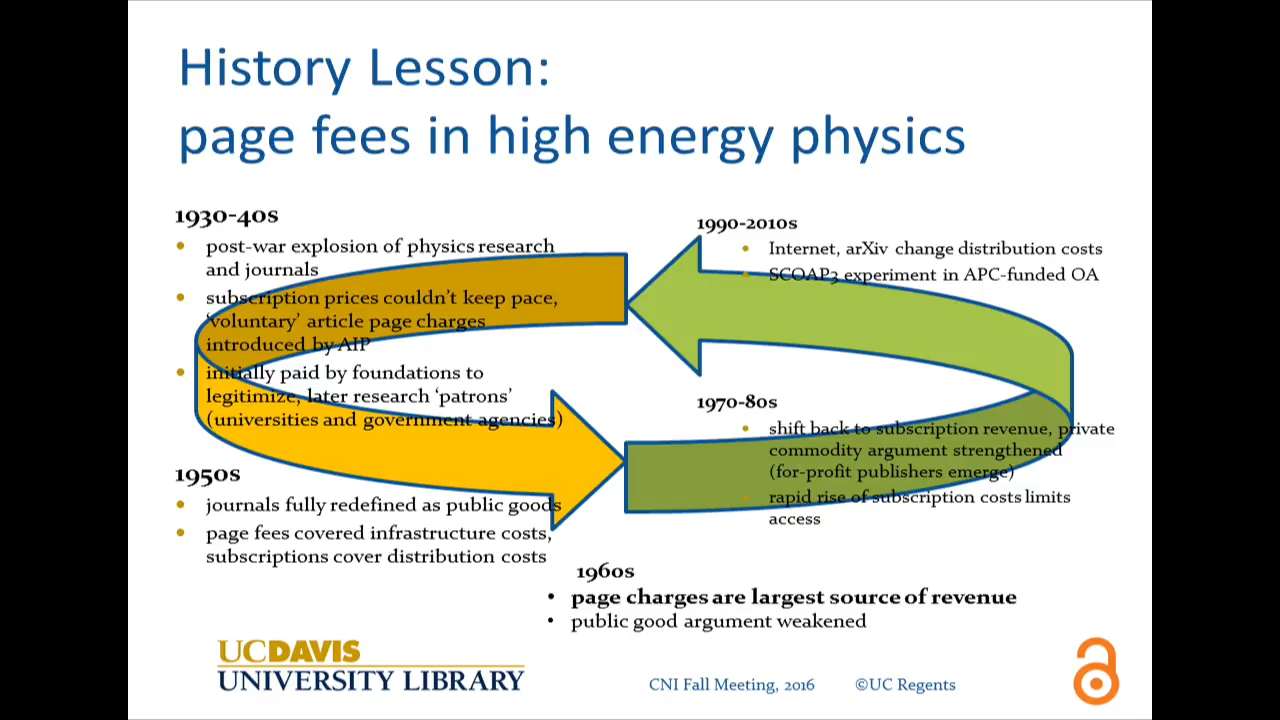 History Lesson:
page fees in high energy physics
1930-40s
• post-war explosion of physics research
and journals
• subscription prices couldn't keep pace,
'voluntary' article page charges
introduced by AIP
• initially paid by foundations to
legitimize, later research 'patrons'
(universities and government agencies)
1950s
• journals fully redefined as public goods
• page fees covered infrastructure costs,
subscriptions cover distribution costs
1960s
• page charges are largest source of revenue
• public good argument weakened
1970-80s
• shift back to subscription revenue, private
commodity argument strengthened
(for-profit publishers emerge)
• rapid rise of subscription costs limits
access
1990-2010s
• Internet, arXiv change distribution costs
• SCOAP3 experiment in APC-funded OA
UCDAVIS
UNIVERSITY LIBRARY
CNI Fall Meeting, 2016 ©UC Regents